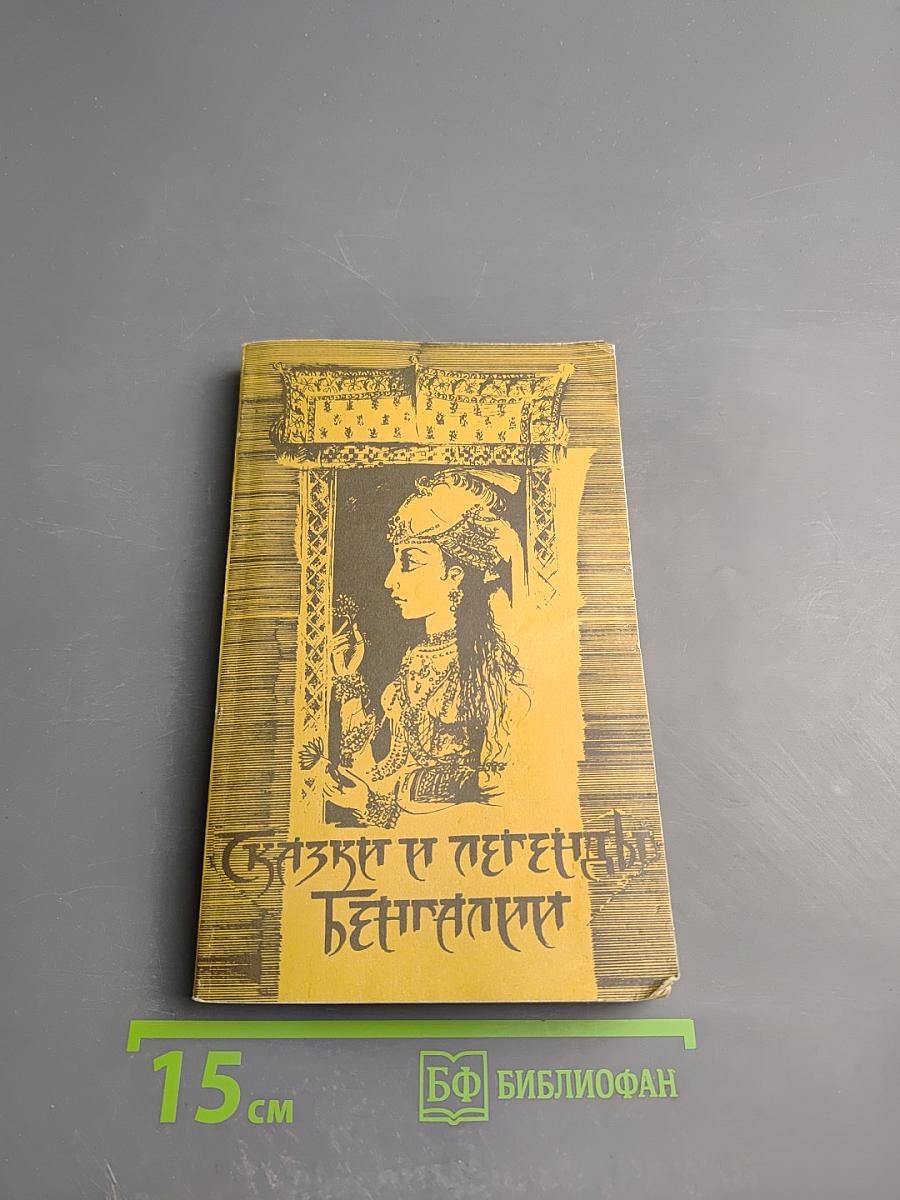 Сказки и легенды
Бенгалии
15 см
БФ БИБЛИОФАН